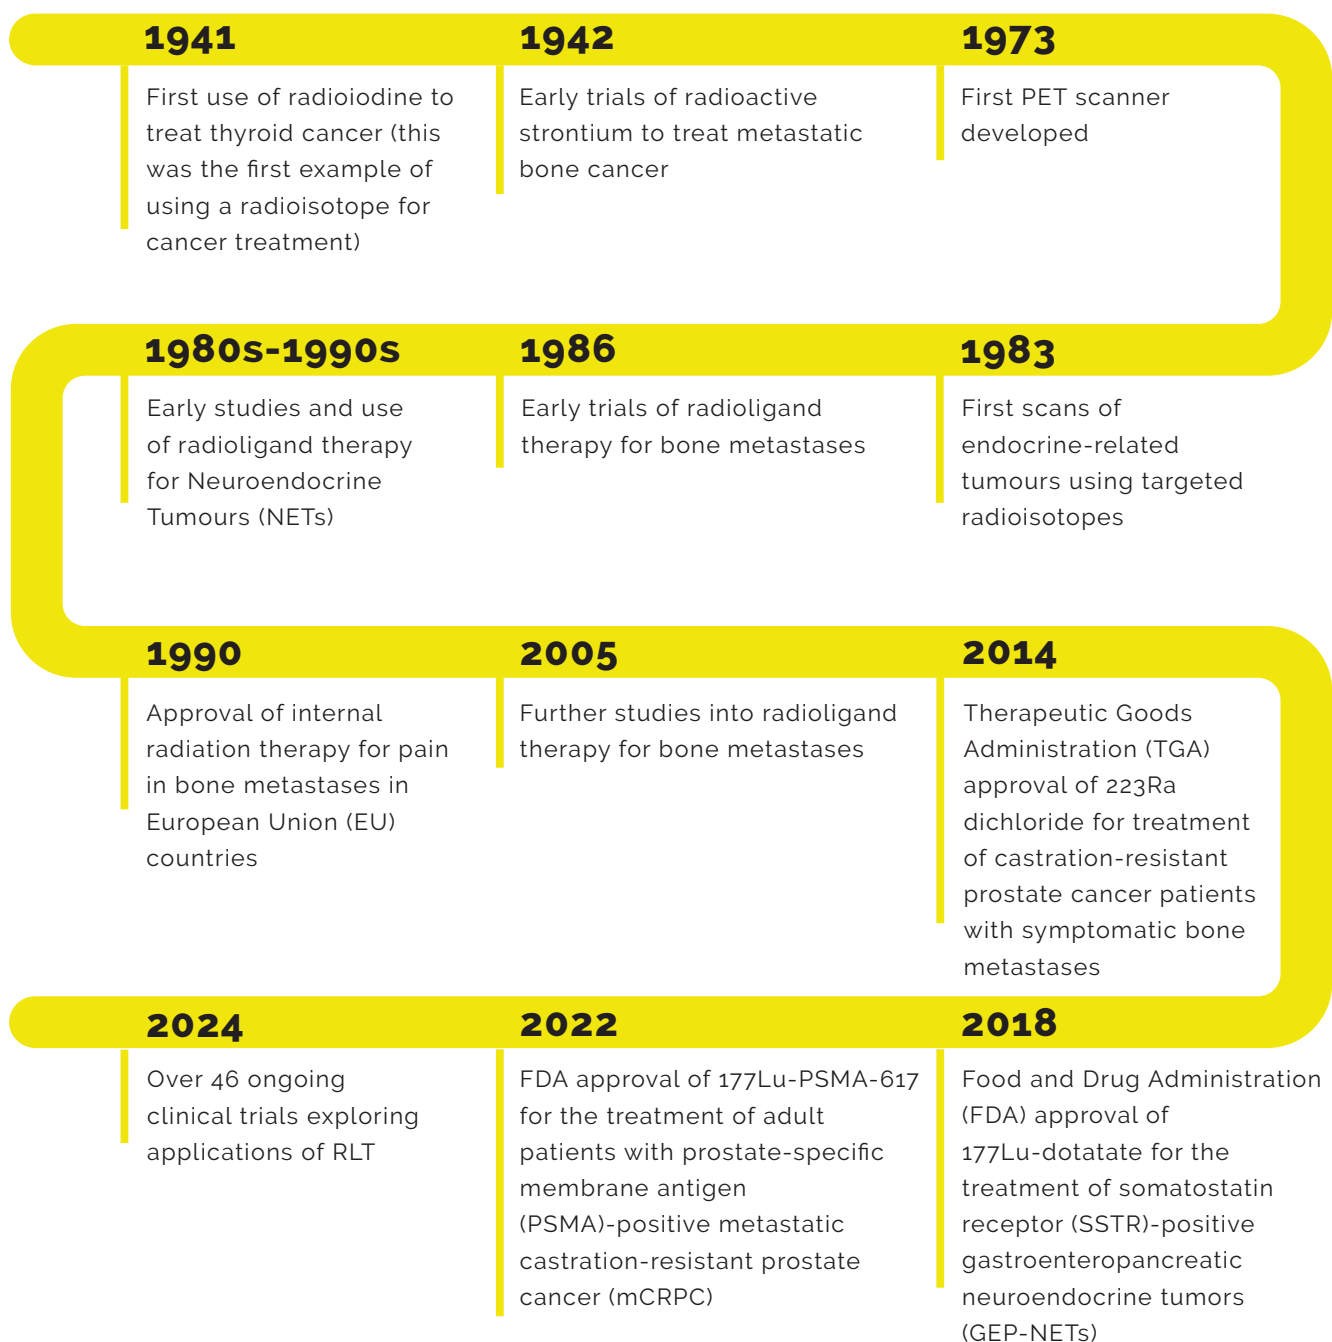 1941
First use of radioiodine to
treat thyroid cancer (this
was the first example of
using a radioisotope for
cancer treatment)
1942
Early trials of radioactive
strontium to treat metastatic
bone cancer
1973
First PET scanner
developed
1983
First scans of
endocrine-related
tumours using targeted
radioisotopes
1986
Early trials of radioligand
therapy for bone metastases
1980s-1990s
Early studies and use
of radioligand therapy
for Neuroendocrine
Tumours (NETs)
1990
Approval of internal
radiation therapy for pain
in bone metastases in
European Union (EU)
countries
2005
Further studies into radioligand
therapy for bone metastases
2014
Therapeutic Goods
Administration (TGA)
approval of 223Ra
dichloride for treatment
of castration-resistant
prostate cancer patients
with symptomatic bone
metastases
2018
Food and Drug Administration
(FDA) approval of
177Lu-dotatate for the
treatment of somatostatin
receptor (SSTR)-positive
gastroenteropancreatic
neuroendocrine tumors
(GEP-NETs)
2022
FDA approval of 177Lu-PSMA-617
for the treatment of adult
patients with prostate-specific
membrane antigen
(PSMA)-positive metastatic
castration-resistant prostate
cancer (mCRPC)
2024
Over 46 ongoing
clinical trials exploring
applications of RLT